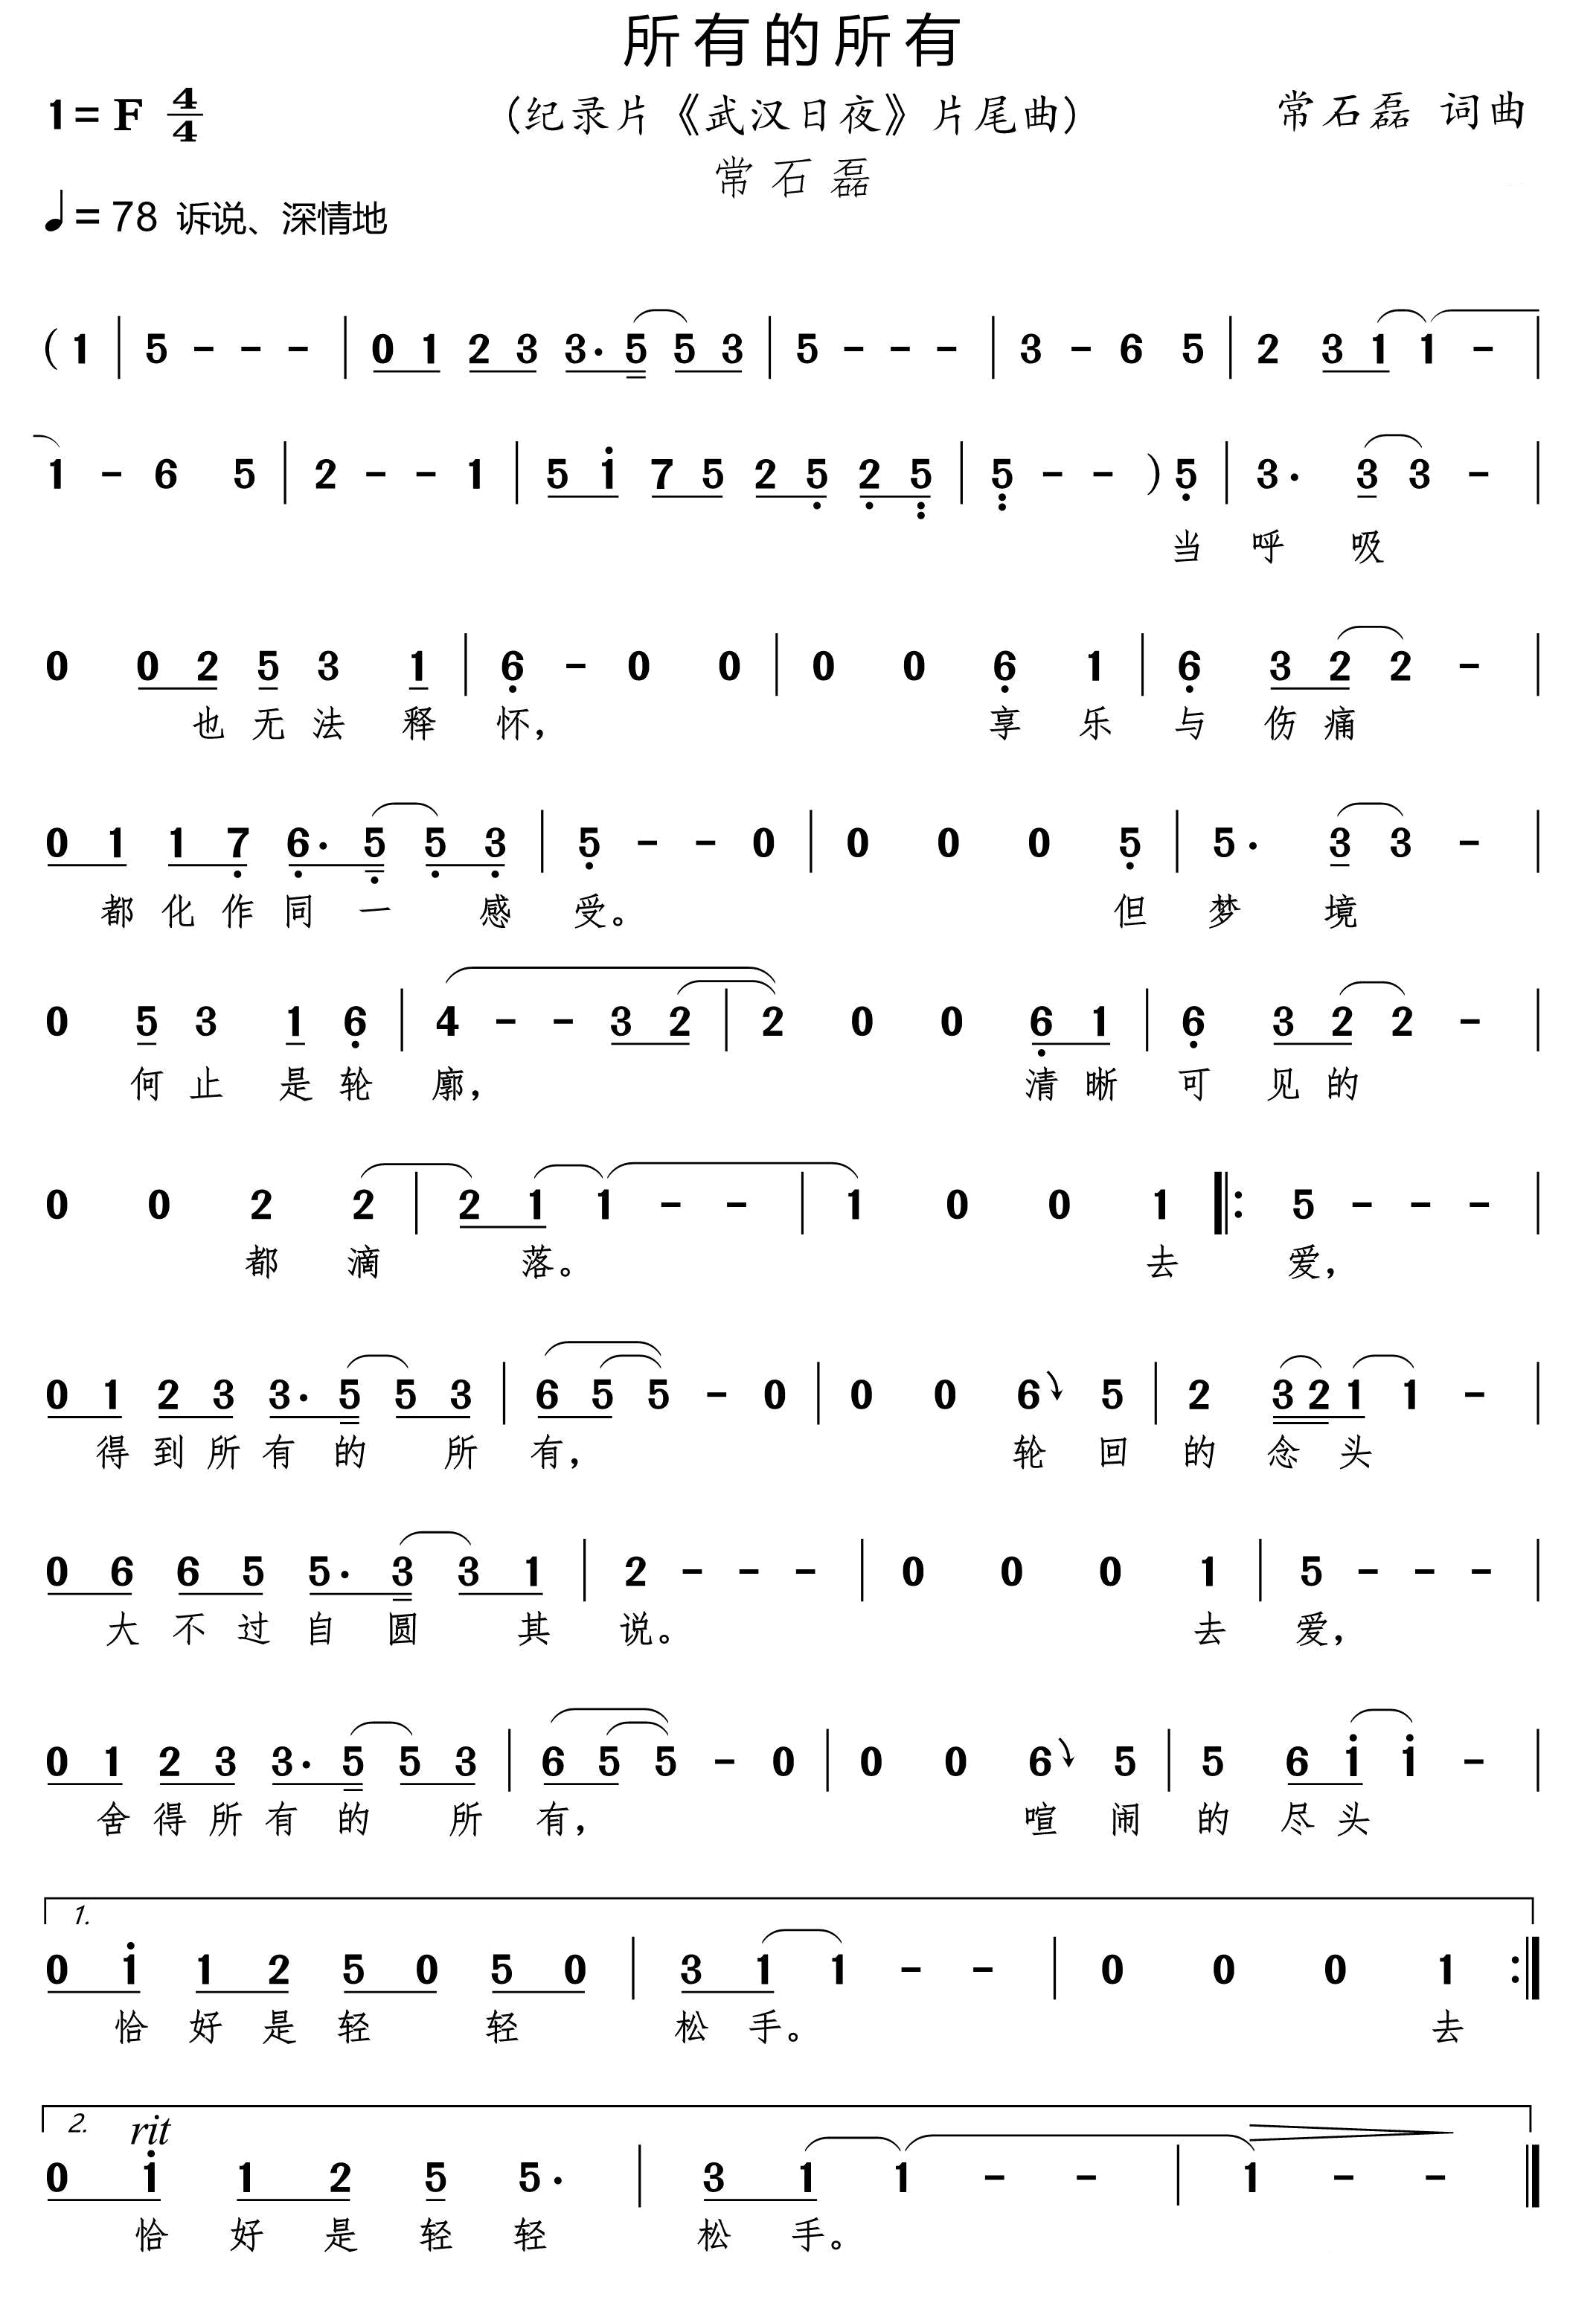 所有的所有
1=F 4/4 (纪录片《武汉日夜》片尾曲) 常石磊 词曲
常石磊
♩=78 诉说、深情地
( 1 | 5 - - - | 0 1 2 3 3. 5 5 3 | 5 - - - | 3 - 6 5 | 2 3 1 1 - |
1 - 6 5 | 2 - - 1 | 5 1̇ 7 5 2 5̣ 2̣ 5̣̣ | 5̣̣ - - ) 5̣ | 3. 3 3 - |
当 呼 吸
0 0 2 5 3 1 | 6̣ - 0 0 | 0 0 6̣ 1 | 6̣ 3 2 2 - |
也 无 法 释 怀, 享 乐 与 伤 痛
0 1 1 7̣ 6̣. 5̣ 5̣ 3̣ | 5̣ - - 0 | 0 0 0 5̣ | 5. 3 3 - |
都 化 作 同 一 感 受。 但 梦 境
0 5 3 1 6̣ | 4 - - 3 2 | 2 0 0 6̣ 1 | 6̣ 3 2 2 - |
何 止 是 轮 廓, 清 晰 可 见 的
0 0 2 2 | 2 1 1 - - | 1 0 0 1 |: 5 - - - |
都 滴 落。 去 爱,
0 1 2 3 3. 5 5 3 | 6 5 5 - 0 | 0 0 6 5 | 2 3 2 1 1 - |
得 到 所 有 的 所 有, 轮 回 的 念 头
0 6 6 5 5. 3 3 1 | 2 - - - | 0 0 0 1 | 5 - - - |
大 不 过 自 圆 其 说。 去 爱,
0 1 2 3 3. 5 5 3 | 6 5 5 - 0 | 0 0 6 5 | 5 6 1̇ 1̇ - |
舍 得 所 有 的 所 有, 喧 闹 的 尽 头
1.
0 1̇ 1 2 5 0 5 0 | 3 1 1 - - | 0 0 0 1 :|
恰 好 是 轻 轻 松 手。 去
2. rit
0 1̇ 1 2 5 5. | 3 1 1 - - | 1 - - ‖
恰 好 是 轻 轻 松 手。